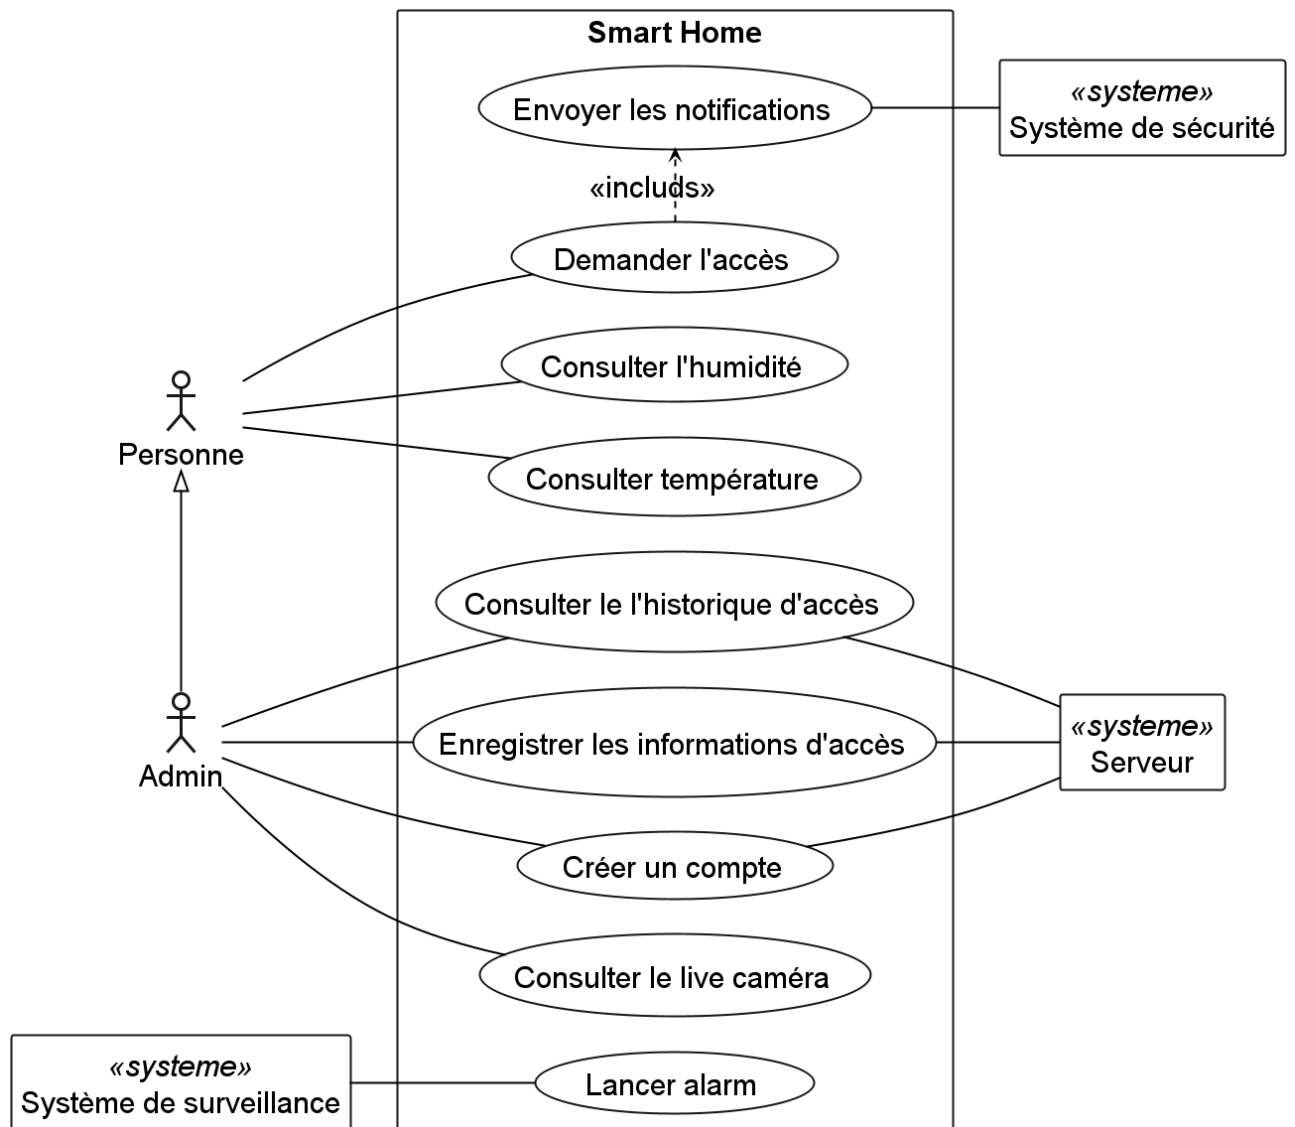 Smart Home
Envoyer les notifications
«systeme»
Système de sécurité
«includs»
Demander l'accès
Consulter l'humidité
Personne
Consulter température
Consulter le l'historique d'accès
Admin
Enregistrer les informations d'accès
«systeme»
Serveur
Créer un compte
Consulter le live caméra
«systeme»
Système de surveillance
Lancer alarm